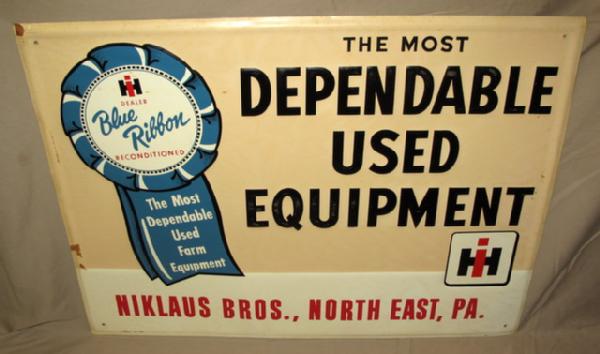 THE MOST
DEPENDABLE
USED
EQUIPMENT
IH
DEALER
Blue
Ribbon
RECONDITIONED
The Most
Dependable
Used
Farm
Equipment
IH
NIKLAUS BROS., NORTH EAST, PA.